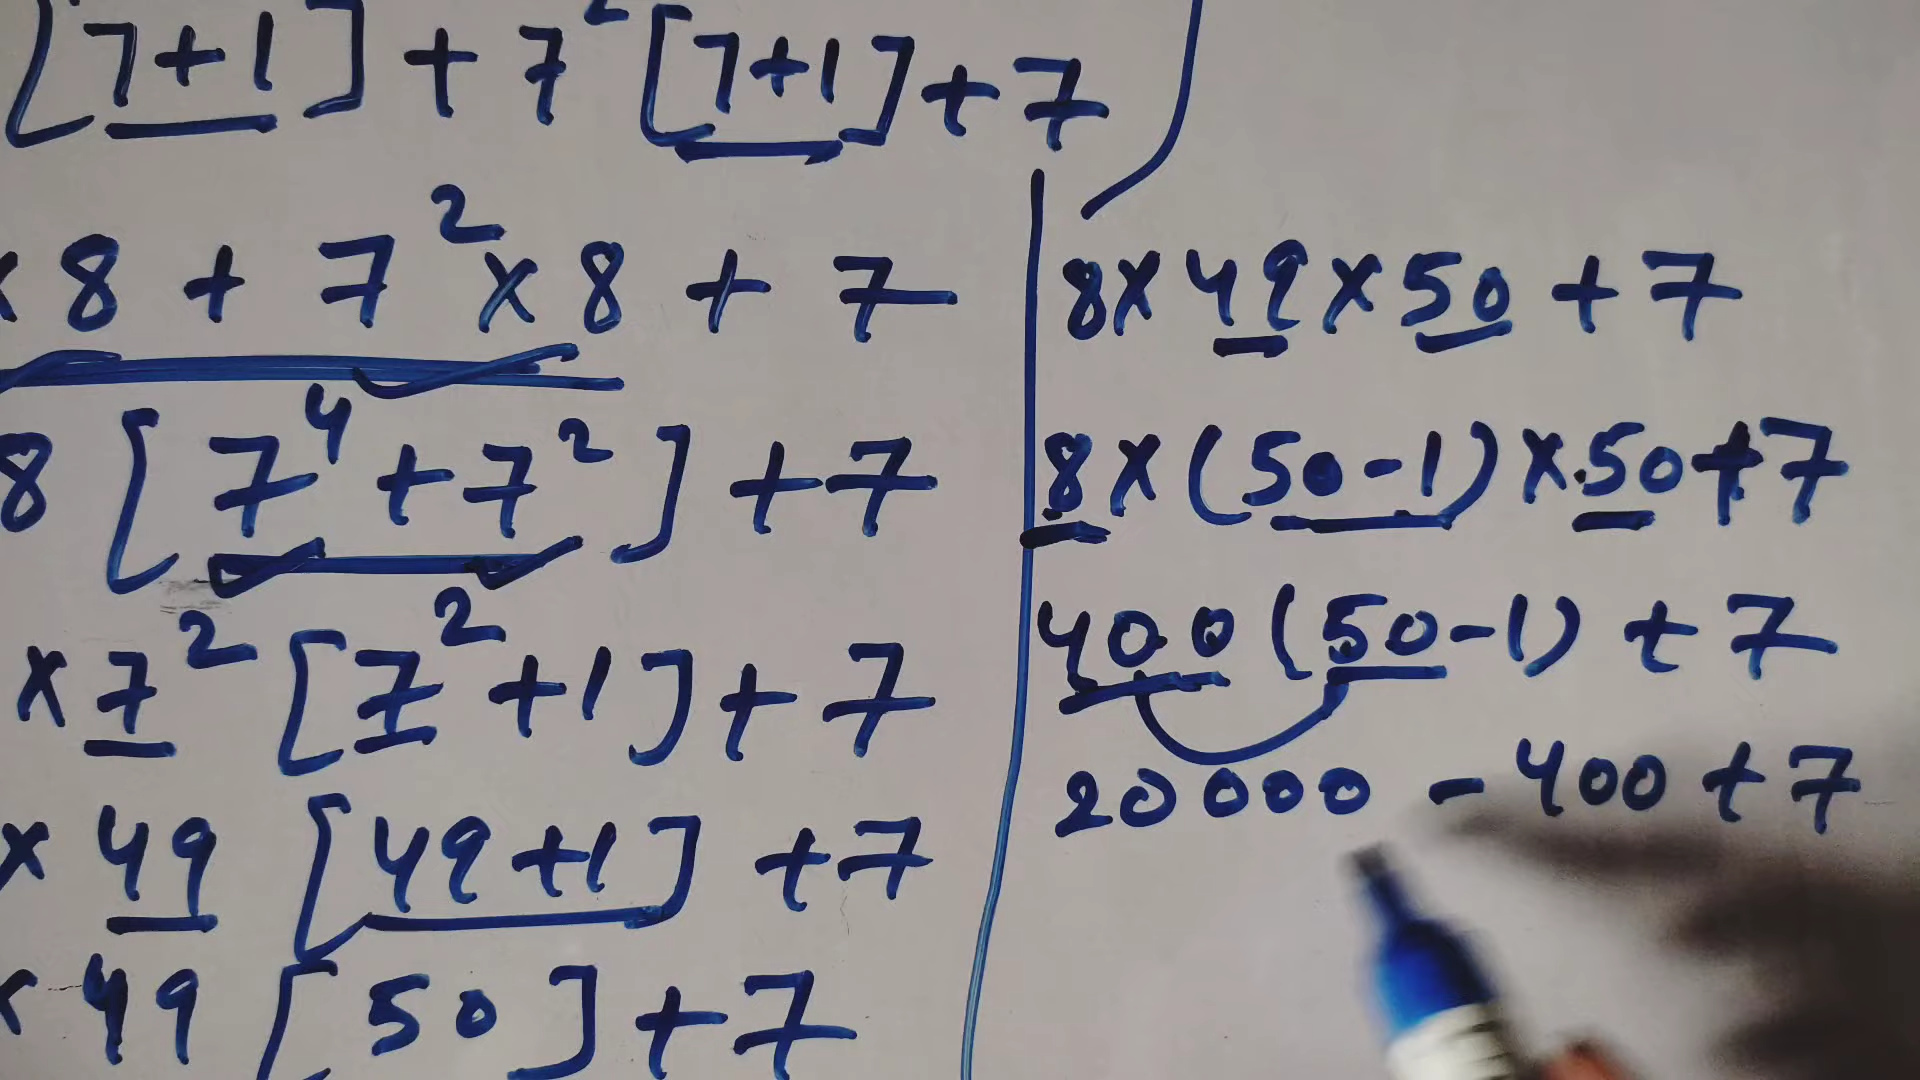 [7+1] + 7² [7+1] + 7
× 8 + 7² × 8 + 7
8 [7⁴ + 7²] + 7
× 7² [7² + 1] + 7
× 49 [49 + 1] + 7
× 49 [50] + 7
8 × 49 × 50 + 7
8 × (50 - 1) × 50 + 7
400 (50 - 1) + 7
20000 - 400 + 7